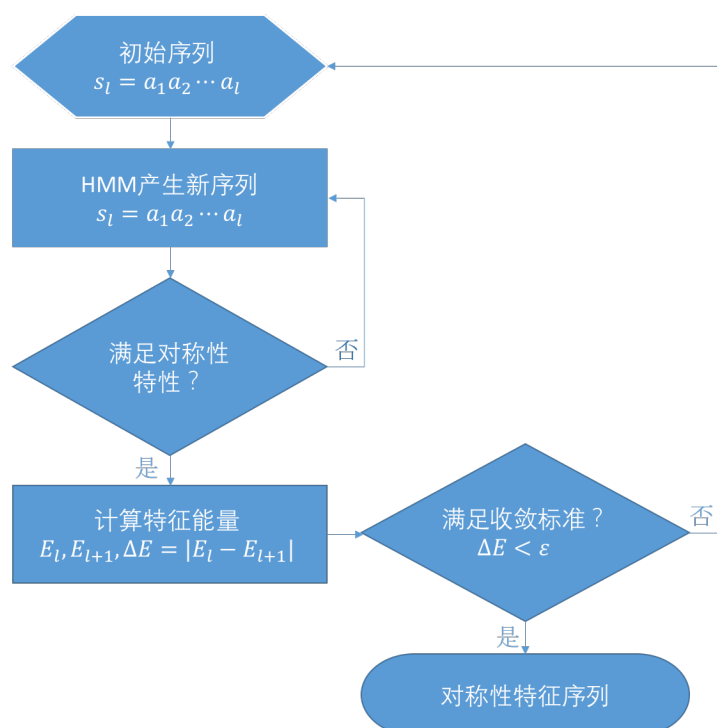 初始序列
s_l = a_1a_2 ⋯ a_l
HMM产生新序列
s_l = a_1a_2 ⋯ a_l
满足对称性
特性？
否
是
计算特征能量
E_l, E_{l+1}, ΔE = |E_l − E_{l+1}|
满足收敛标准？
ΔE < ε
否
是
对称性特征序列